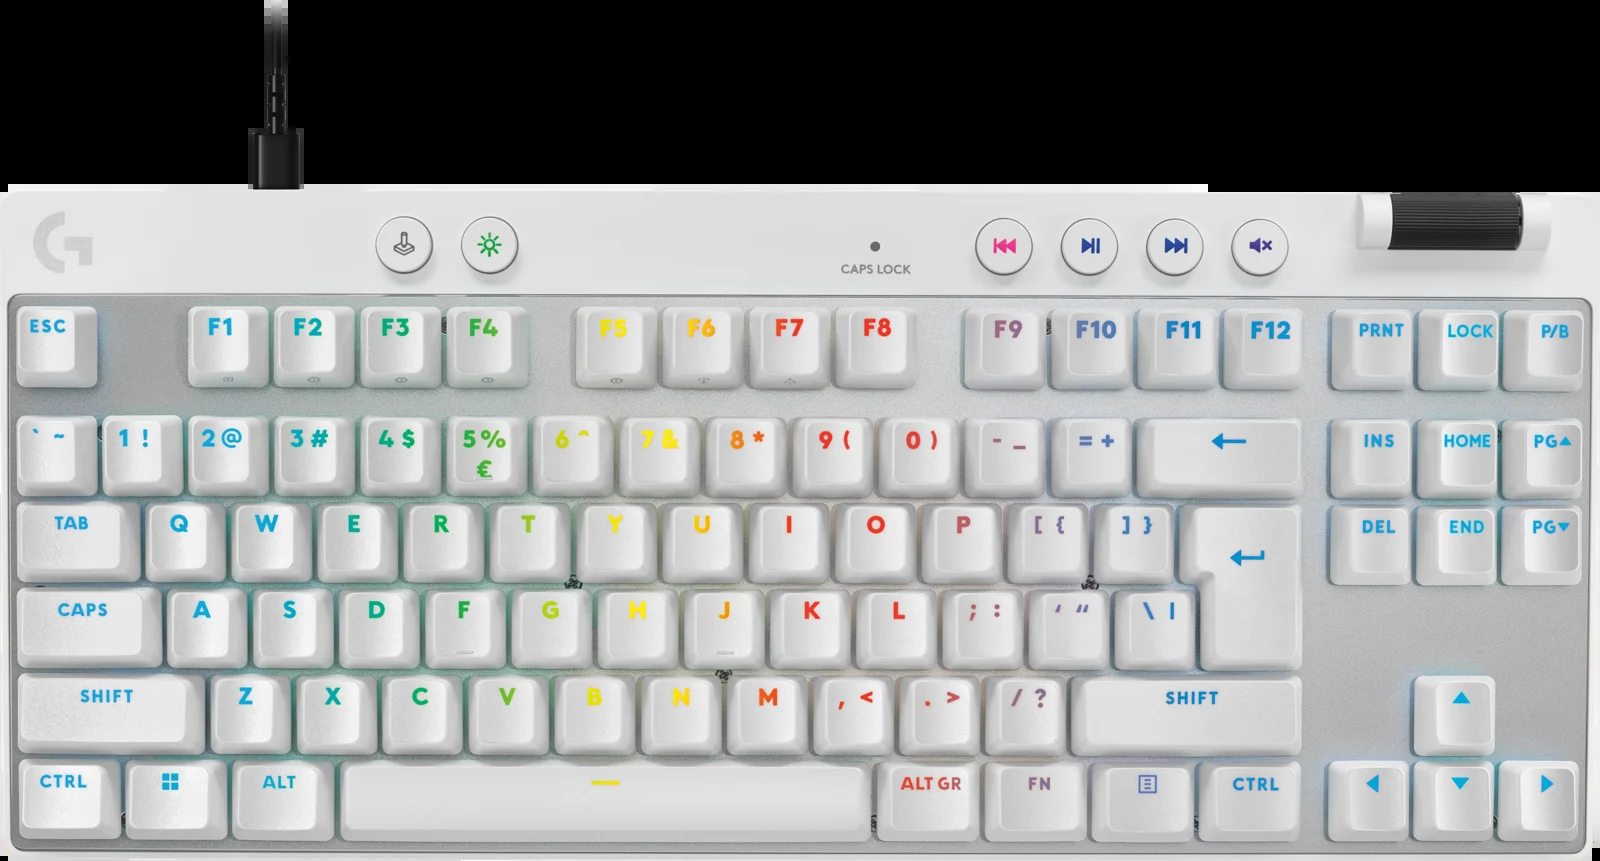 CAPS LOCK
ESC F1 F2 F3 F4 F5 F6 F7 F8 F9 F10 F11 F12 PRNT LOCK P/B
` ~ 1 ! 2 @ 3 # 4 $ 5 % 6 ^ 7 & 8 * 9 ( 0 ) - _ = + ← INS HOME PG▲
€
TAB Q W E R T Y U I O P [ { ] } DEL END PG▼
CAPS A S D F G H J K L ; : ‘ “ \ |
SHIFT Z X C V B N M , < . > / ? SHIFT
CTRL ALT ALT GR FN CTRL